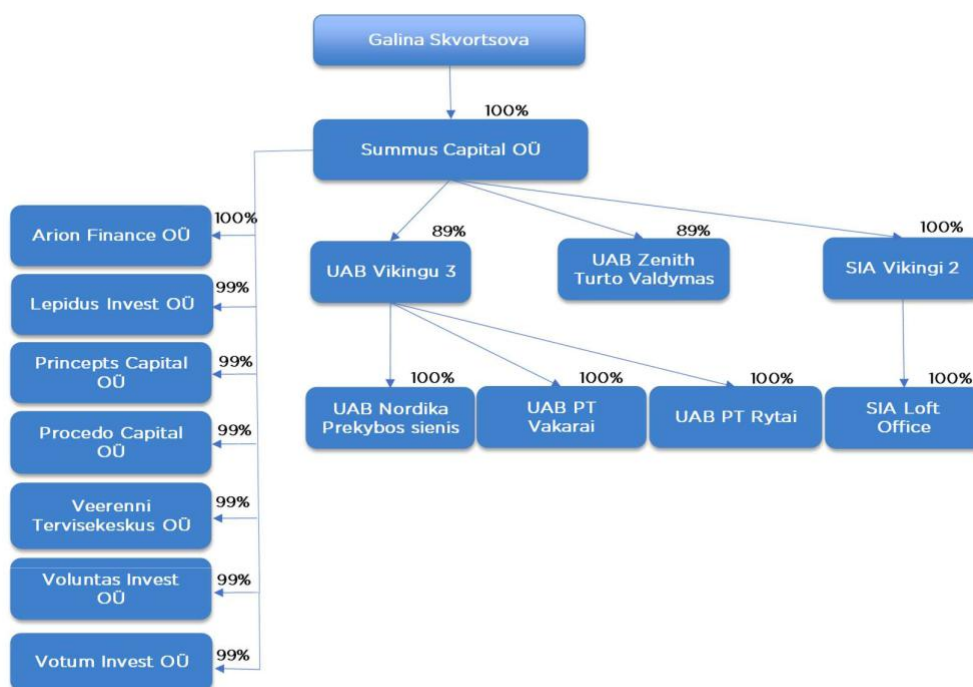 Galina Skvortsova
100%
Summus Capital OÜ
100%
Arion Finance OÜ
99%
Lepidus Invest OÜ
99%
Princepts Capital
OÜ
99%
Procedo Capital
OÜ
99%
Veerenni
Tervisekeskus OÜ
99%
Voluntas Invest
OÜ
99%
Votum Invest OÜ
89%
UAB Vikingu 3
89%
UAB Zenith
Turto Valdymas
100%
SIA Vikingi 2
100%
UAB Nordika
Prekybos sienis
100%
UAB PT
Vakarai
100%
UAB PT Rytai
100%
SIA Loft
Office